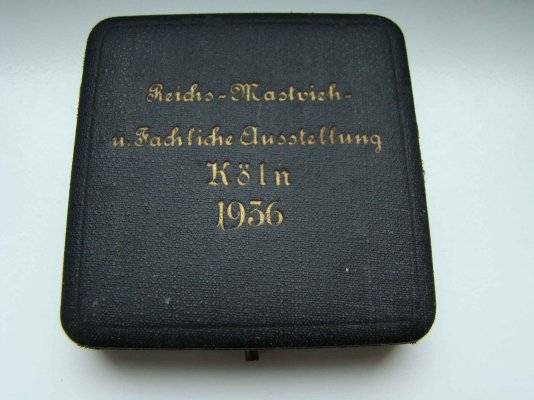 Reichs-Mastvieh-
u. Fachliche Ausstellung
Köln
1936